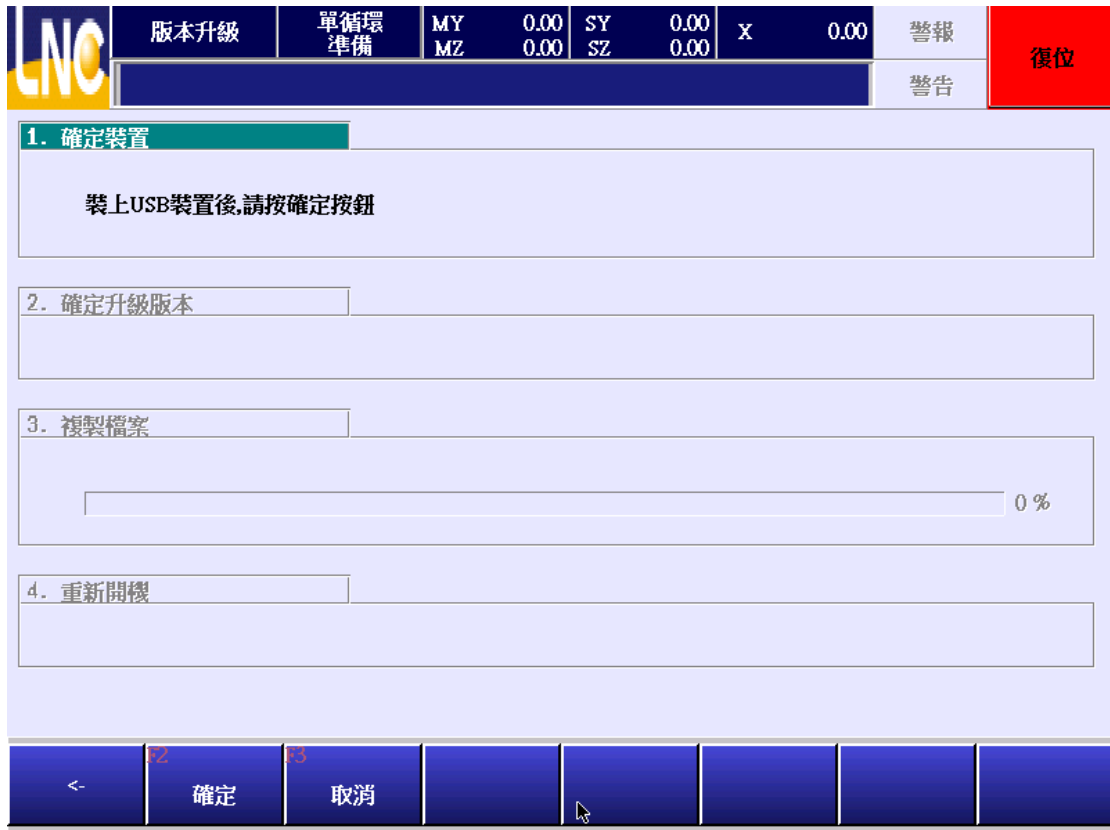 LNC
版本升級
單循環
準備
MY 0.00
MZ 0.00
SY 0.00
SZ 0.00
X 0.00
警報
警告
復位
1. 確定裝置
裝上USB裝置後,請按確定按鈕
2. 確定升級版本
3. 複製檔案
0 %
4. 重新開機
<-
F2
確定
F3
取消